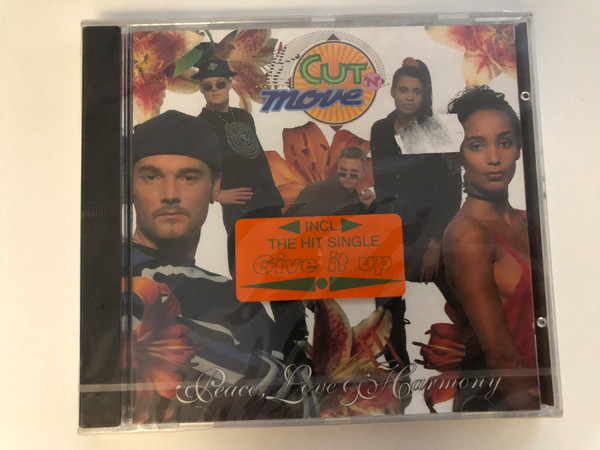 CUT 'N'
move
INCL.
THE HIT SINGLE
Give it up
Peace, Love & Harmony